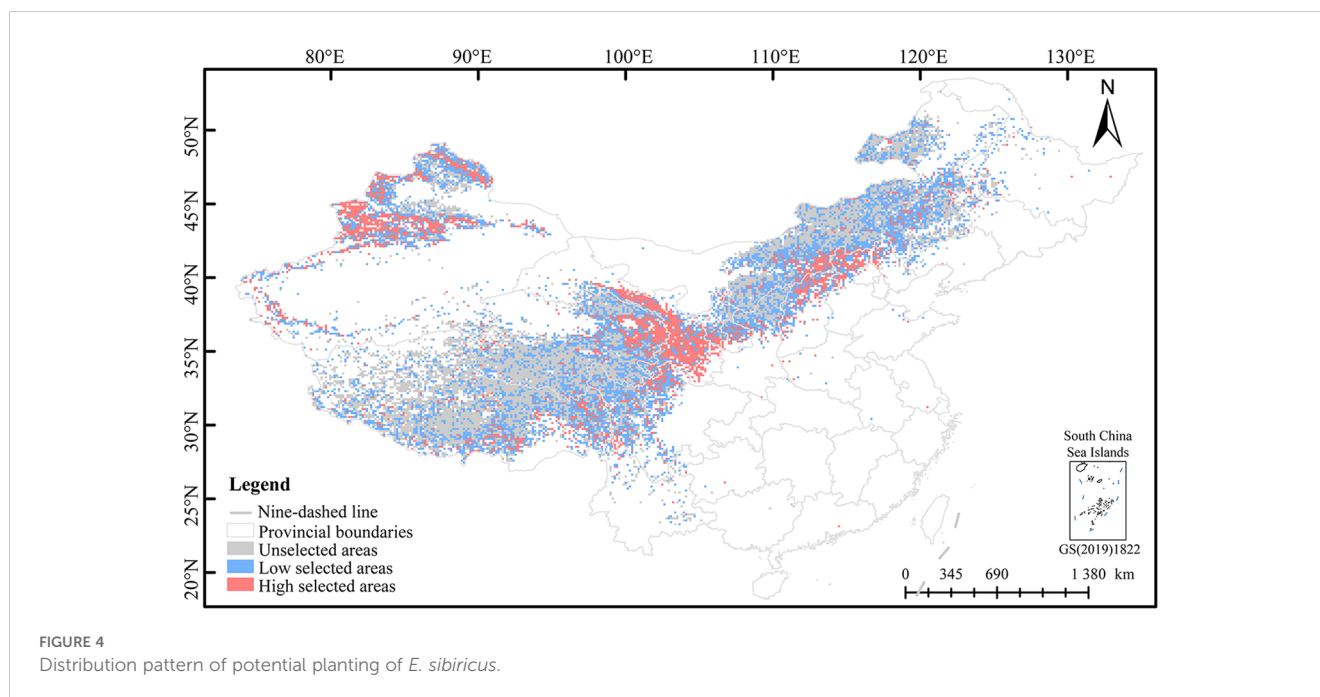 80°E 90°E 100°E 110°E 120°E 130°E
N
50°N
45°N
40°N
35°N
30°N
25°N
20°N
South China
Sea Islands
GS(2019)1822
Legend
Nine-dashed line
Provincial boundaries
Unselected areas
Low selected areas
High selected areas
0 345 690 1 380 km
FIGURE 4
Distribution pattern of potential planting of E. sibiricus.